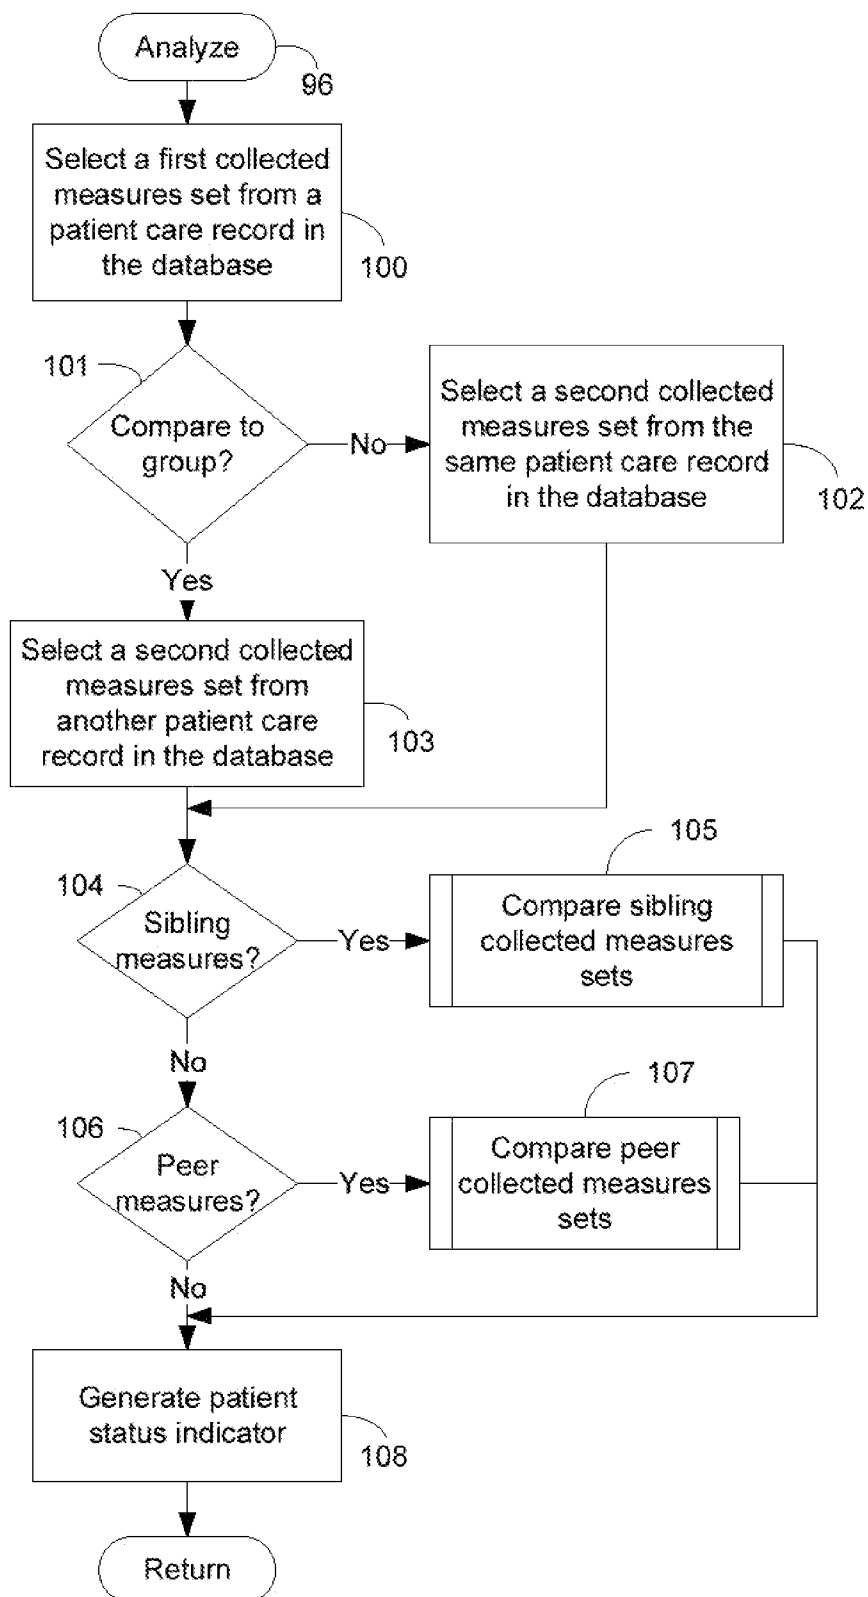 Analyze
96
Select a first collected
measures set from a
patient care record in
the database
100
101
Compare to
group?
No
Select a second collected
measures set from the
same patient care record
in the database
102
Yes
Select a second collected
measures set from
another patient care
record in the database
103
104
Sibling
measures?
Yes
105
Compare sibling
collected measures
sets
No
106
Peer
measures?
Yes
107
Compare peer
collected measures
sets
No
Generate patient
status indicator
108
Return